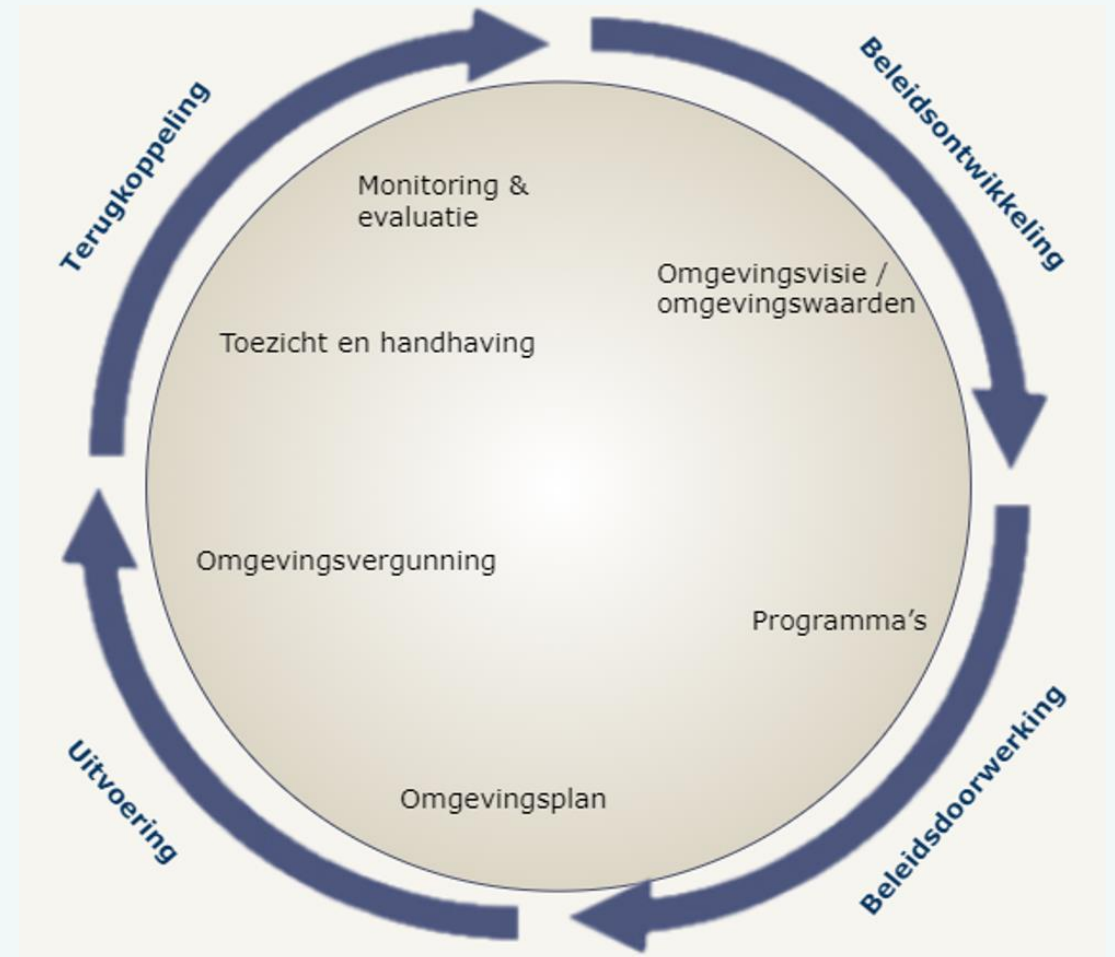 Terugkoppeling
Beleidsontwikkeling
Monitoring &
evaluatie
Omgevingsvisie /
omgevingswaarden
Toezicht en handhaving
Omgevingsvergunning
Programma’s
Omgevingsplan
Uitvoering
Beleidsdoorwerking